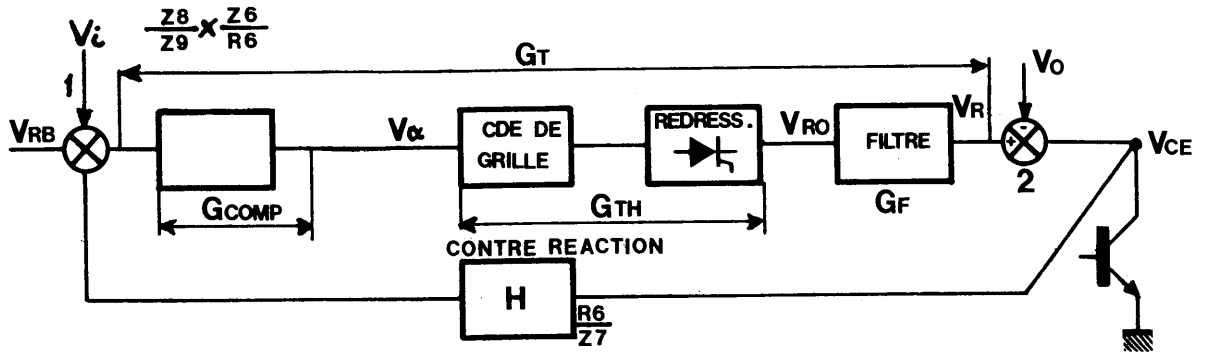 Vi
Z8/Z9 × Z6/R6
GT
1
VRB
Vα
CDE DE
GRILLE
REDRESS.
VRO
FILTRE
VR
VO
-
+
2
VCE
GCOMP
GTH
GF
CONTRE REACTION
H
R6/Z7